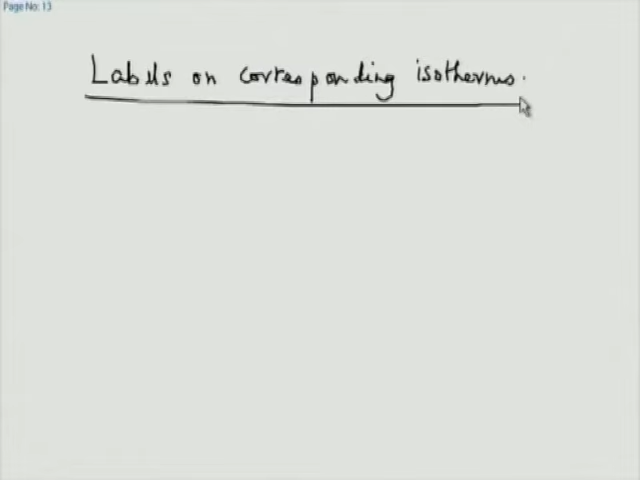 Page No: 13
Labels on corresponding isotherms.